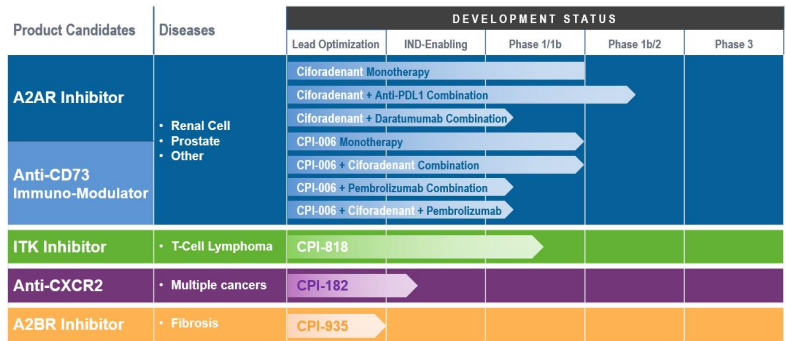 DEVELOPMENT STATUS
Product Candidates
Diseases
Lead Optimization
IND-Enabling
Phase 1/1b
Phase 1b/2
Phase 3
A2AR Inhibitor
Anti-CD73
Immuno-Modulator
• Renal Cell
• Prostate
• Other
Ciforadenant Monotherapy
Ciforadenant + Anti-PDL1 Combination
Ciforadenant + Daratumumab Combination
CPI-006 Monotherapy
CPI-006 + Ciforadenant Combination
CPI-006 + Pembrolizumab Combination
CPI-006 + Ciforadenant + Pembrolizumab
ITK Inhibitor
• T-Cell Lymphoma
CPI-818
Anti-CXCR2
• Multiple cancers
CPI-182
A2BR Inhibitor
• Fibrosis
CPI-935